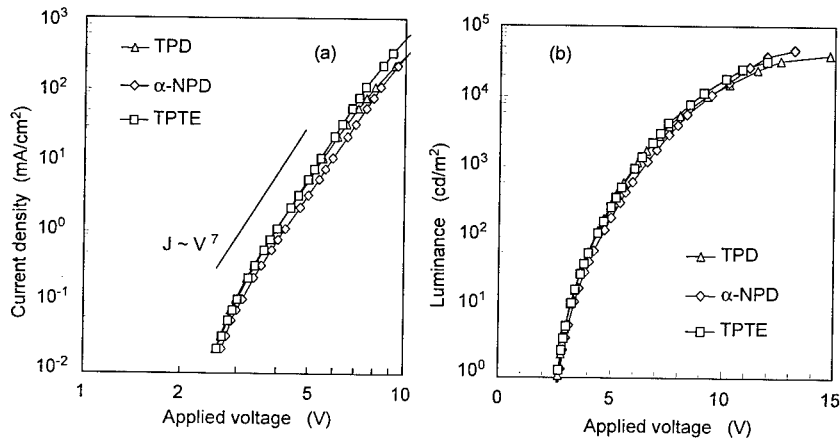 (a)
TPD
α-NPD
TPTE
J ~ V⁷
Current density (mA/cm²)
10³
10²
10¹
10⁰
10⁻¹
10⁻²
1
2
5
10
Applied voltage (V)
(b)
TPD
α-NPD
TPTE
Luminance (cd/m²)
10⁵
10⁴
10³
10²
10¹
10⁰
0
5
10
15
Applied voltage (V)